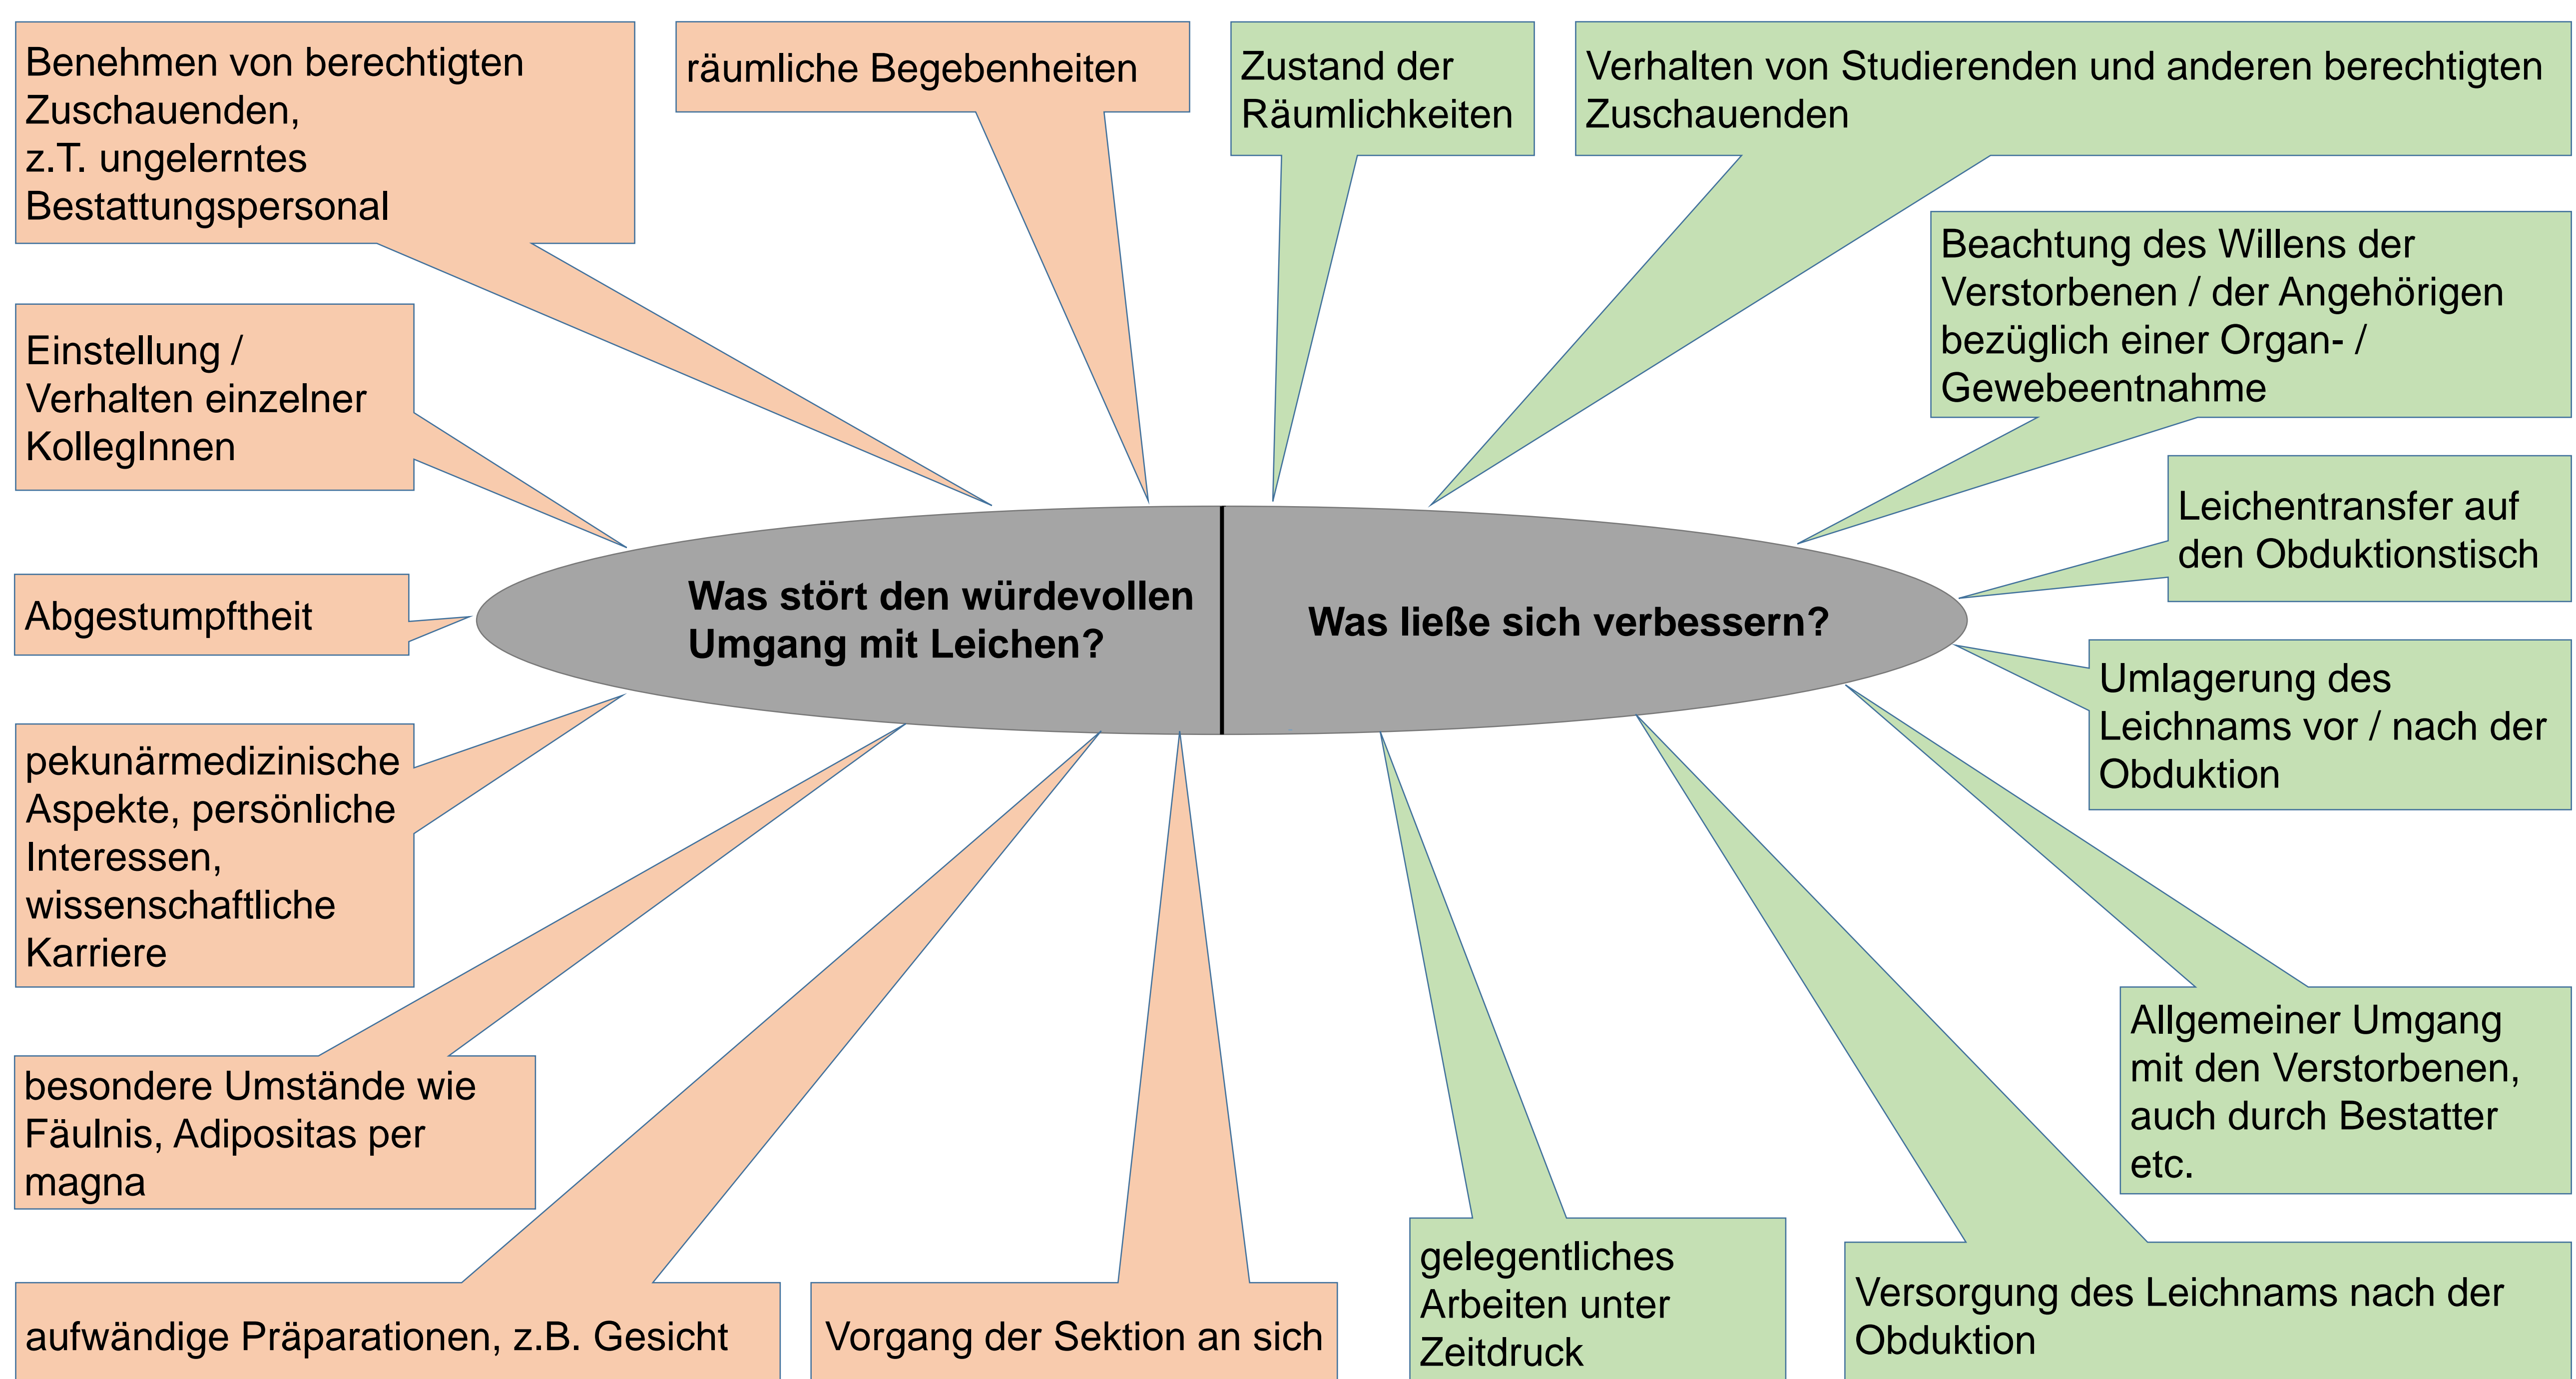 Benehmen von berechtigten
Zuschauenden,
z.T. ungelerntes
Bestattungspersonal
räumliche Begebenheiten
Zustand der
Räumlichkeiten
Verhalten von Studierenden und anderen berechtigten
Zuschauenden
Einstellung /
Verhalten einzelner
KollegInnen
Beachtung des Willens der
Verstorbenen / der Angehörigen
bezüglich einer Organ- /
Gewebeentnahme
Leichentransfer auf
den Obduktionstisch
Abgestumpftheit
Was stört den würdevollen
Umgang mit Leichen?
Was ließe sich verbessern?
Umlagerung des
Leichnams vor / nach der
Obduktion
pekunärmedizinische
Aspekte, persönliche
Interessen,
wissenschaftliche
Karriere
Allgemeiner Umgang
mit den Verstorbenen,
auch durch Bestatter
etc.
besondere Umstände wie
Fäulnis, Adipositas per
magna
aufwändige Präparationen, z.B. Gesicht
Vorgang der Sektion an sich
gelegentliches
Arbeiten unter
Zeitdruck
Versorgung des Leichnams nach der
Obduktion